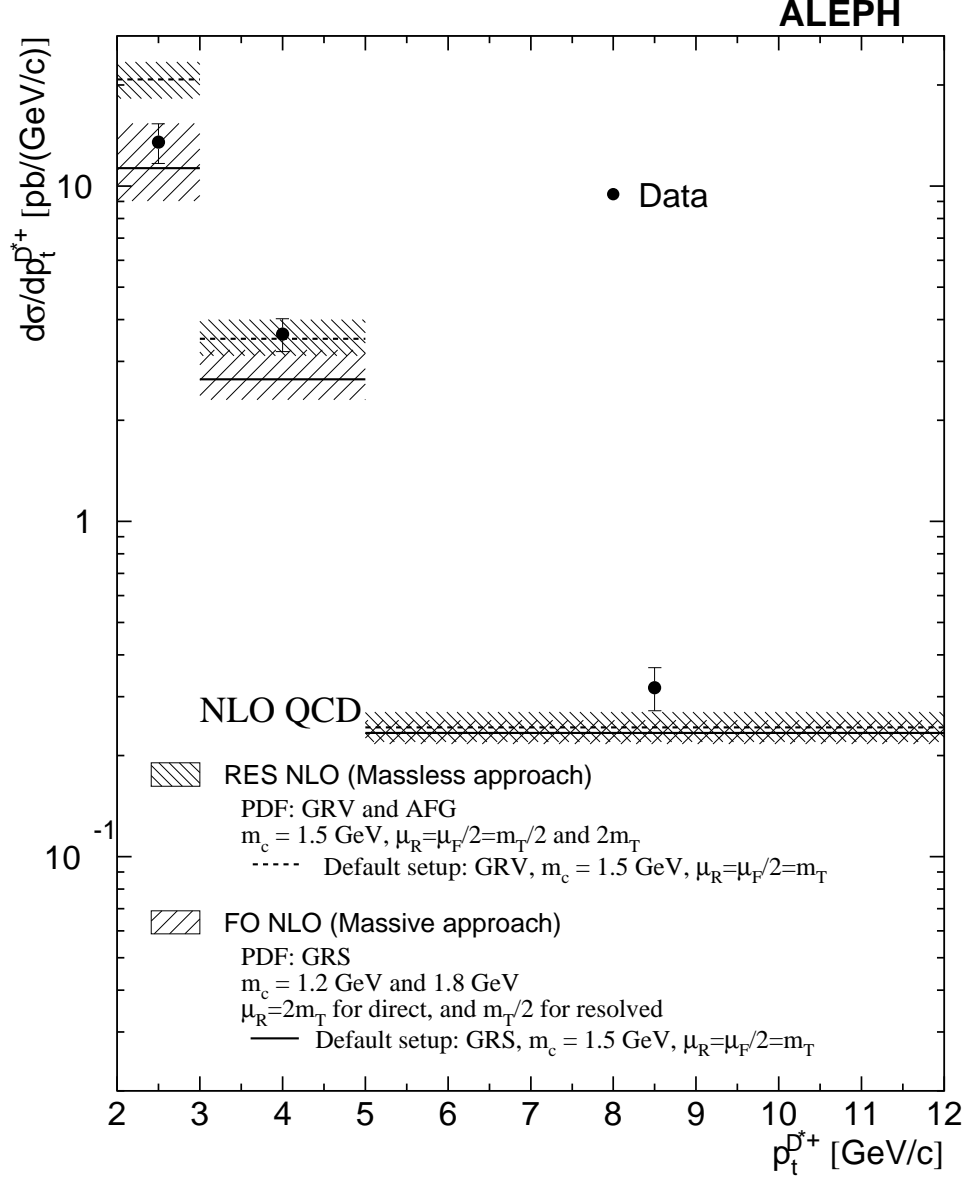 ALEPH
dσ/dp_t^{D*+} [pb/(GeV/c)]
10
1
10^{-1}
Data
NLO QCD
RES NLO (Massless approach)
PDF: GRV and AFG
m_c = 1.5 GeV, μ_R=μ_F/2=m_T/2 and 2m_T
Default setup: GRV, m_c = 1.5 GeV, μ_R=μ_F/2=m_T
FO NLO (Massive approach)
PDF: GRS
m_c = 1.2 GeV and 1.8 GeV
μ_R=2m_T for direct, and m_T/2 for resolved
Default setup: GRS, m_c = 1.5 GeV, μ_R=μ_F/2=m_T
2 3 4 5 6 7 8 9 10 11 12
p_t^{D*+} [GeV/c]